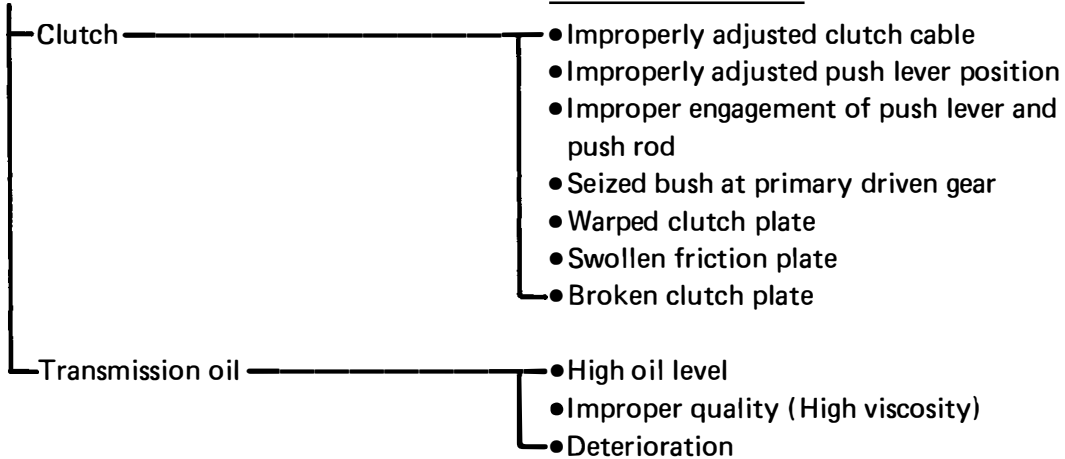 Clutch
●Improperly adjusted clutch cable
●Improperly adjusted push lever position
●Improper engagement of push lever and
push rod
●Seized bush at primary driven gear
●Warped clutch plate
●Swollen friction plate
●Broken clutch plate
Transmission oil
●High oil level
●Improper quality (High viscosity)
●Deterioration